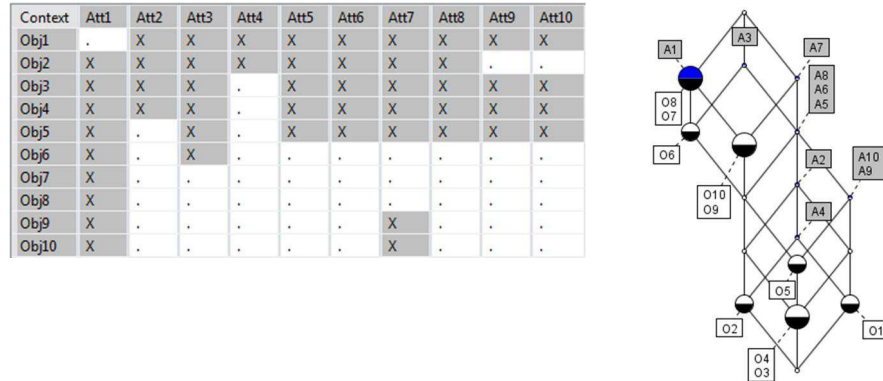 Context Att1 Att2 Att3 Att4 Att5 Att6 Att7 Att8 Att9 Att10
Obj1 . X X X X X X X X X
Obj2 X X X X X X X X . .
Obj3 X X X . X X X X X X
Obj4 X X X . X X X X X X
Obj5 X . X . X X X X X X
Obj6 X . X . . . . . . .
Obj7 X . . . . . . . . .
Obj8 X . . . . . . . . .
Obj9 X . . . . . X . . .
Obj10 X . . . . . X . . .
A3
A1
A7
A8
A6
A5
O8
O7
O6
A2
A10
A9
O10
O9
A4
O5
O2
O1
O4
O3